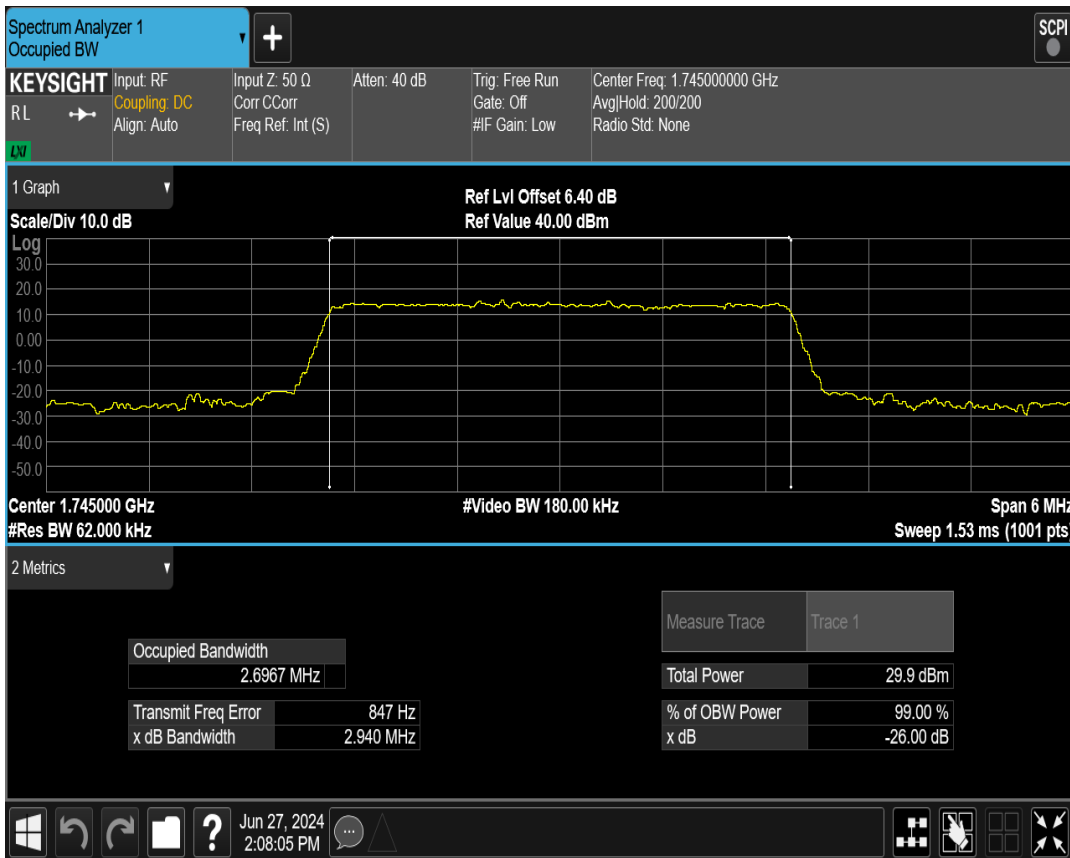 Spectrum Analyzer 1
Occupied BW
SCPI
KEYSIGHT
RL
LXI
Input: RF
Coupling: DC
Align: Auto
Input Z: 50 Ω
Corr CCorr
Freq Ref: Int (S)
Atten: 40 dB
Trig: Free Run
Gate: Off
#IF Gain: Low
Center Freq: 1.745000000 GHz
Avg|Hold: 200/200
Radio Std: None
1 Graph
Scale/Div 10.0 dB
Ref Lvl Offset 6.40 dB
Ref Value 40.00 dBm
Log
30.0
20.0
10.0
0.00
-10.0
-20.0
-30.0
-40.0
-50.0
Center 1.745000 GHz
#Res BW 62.000 kHz
#Video BW 180.00 kHz
Span 6 MHz
Sweep 1.53 ms (1001 pts)
2 Metrics
Occupied Bandwidth
2.6967 MHz
Transmit Freq Error 847 Hz
x dB Bandwidth 2.940 MHz
Measure Trace Trace 1
Total Power 29.9 dBm
% of OBW Power 99.00 %
x dB -26.00 dB
Jun 27, 2024
2:08:05 PM